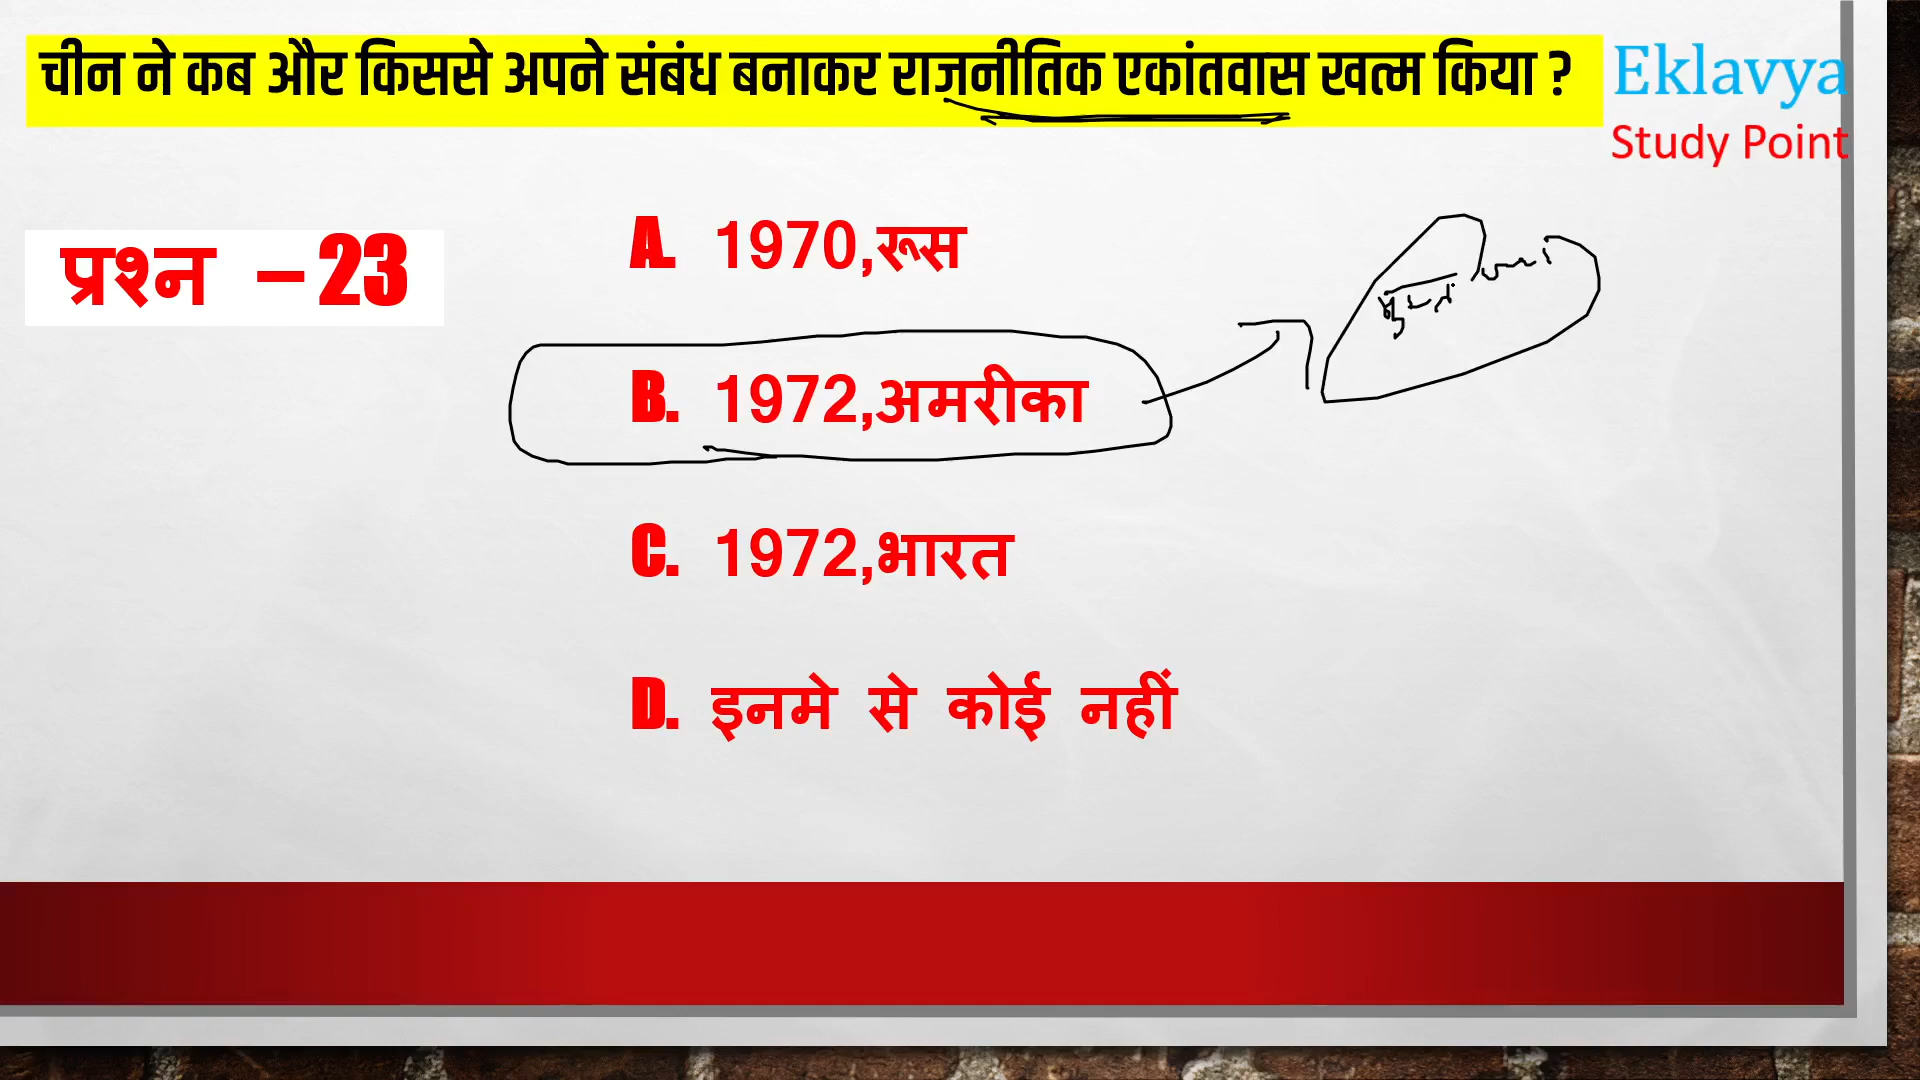 चीन ने कब और किससे अपने संबंध बनाकर राजनीतिक एकांतवास खत्म किया ?
Eklavya
Study Point
प्रश्न – 23
A. 1970,रूस
B. 1972,अमरीका
C. 1972,भारत
D. इनमे से कोई नहीं